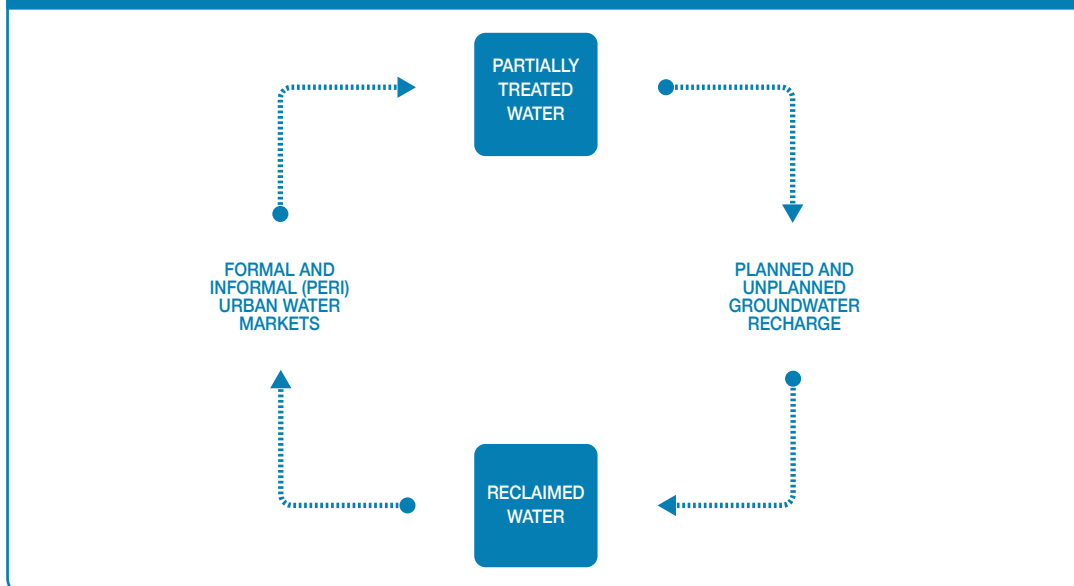 PARTIALLY
TREATED
WATER
FORMAL AND
INFORMAL (PERI)
URBAN WATER
MARKETS
PLANNED AND
UNPLANNED
GROUNDWATER
RECHARGE
RECLAIMED
WATER